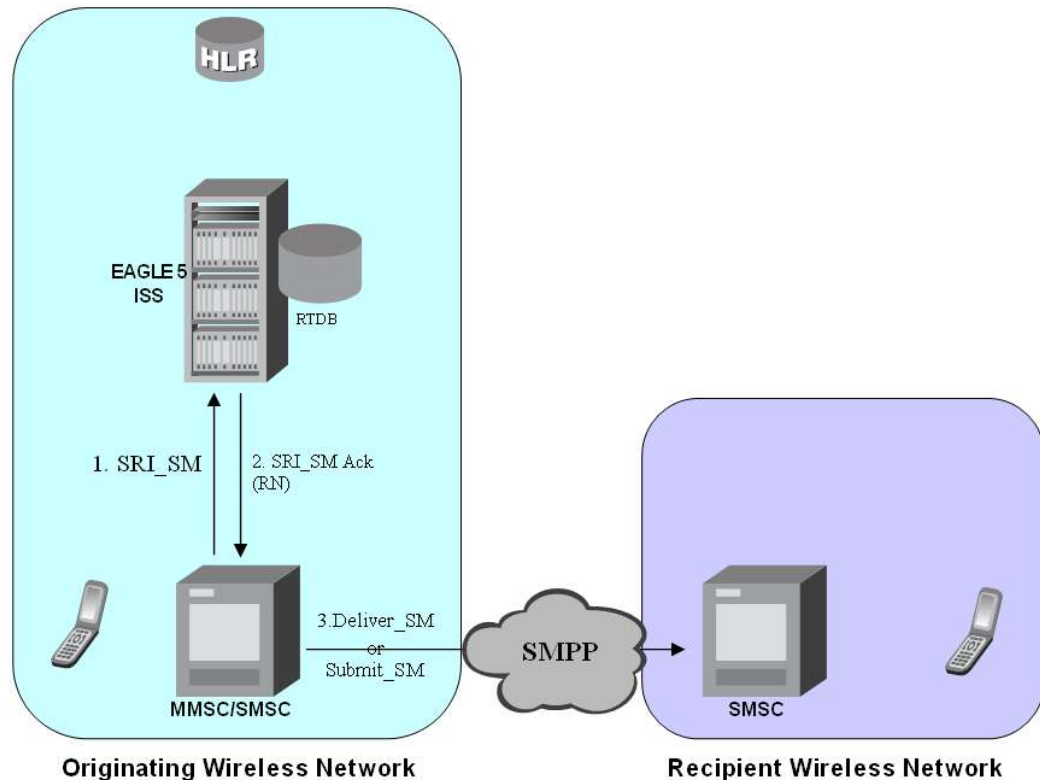 HLR
EAGLE 5
ISS
RTDB
1. SRI_SM
2. SRI_SM Ack
(RN)
3.Deliver_SM
or
Submit_SM
SMPP
MMSC/SMSC
SMSC
Originating Wireless Network
Recipient Wireless Network